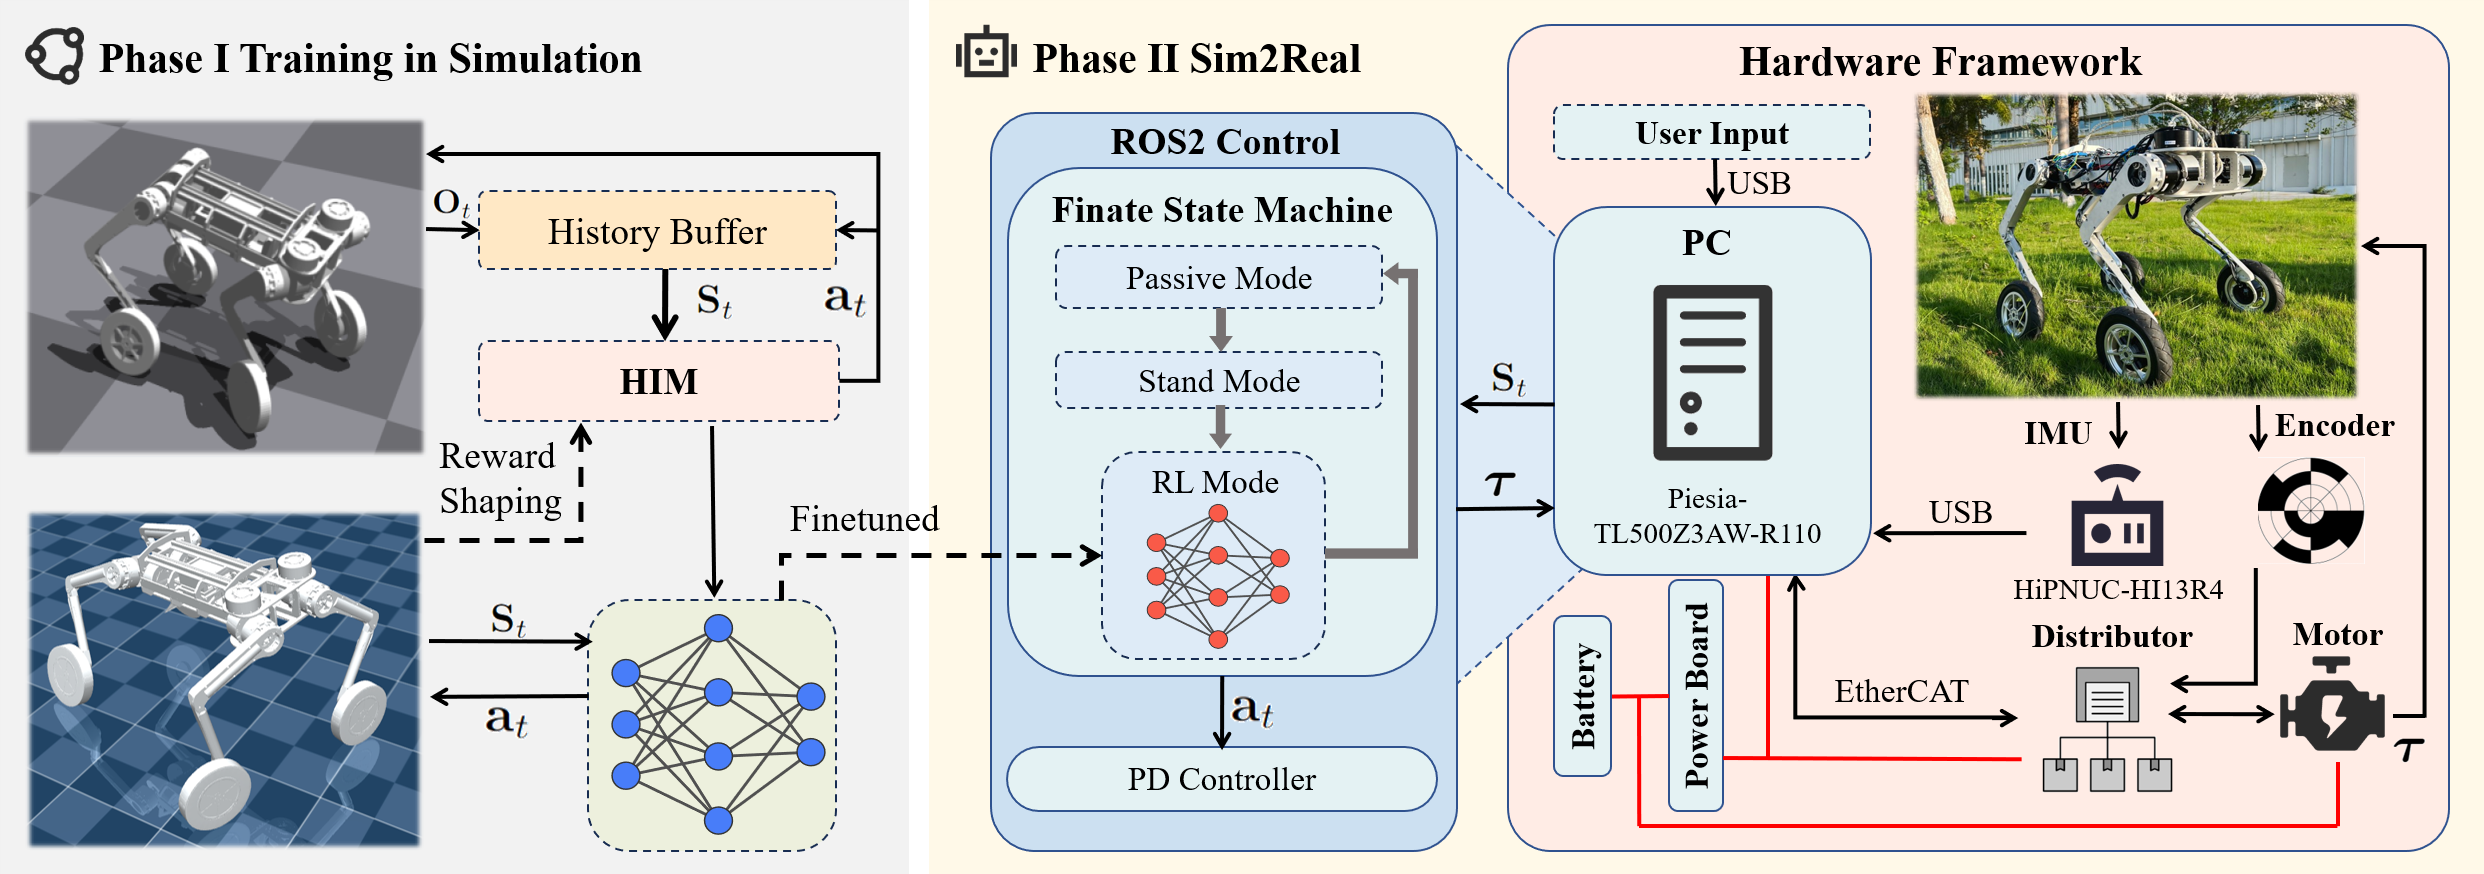 Phase I Training in Simulation
o_t
History Buffer
s_t
a_t
HIM
Reward
Shaping
Finetuned
s_t
a_t
Phase II Sim2Real
ROS2 Control
Finate State Machine
Passive Mode
Stand Mode
RL Mode
a_t
PD Controller
s_t
τ
Hardware Framework
User Input
USB
PC
Piesia-
TL500Z3AW-R110
IMU
Encoder
USB
HiPNUC-HI13R4
Distributor
Motor
EtherCAT
τ
Battery
Power Board